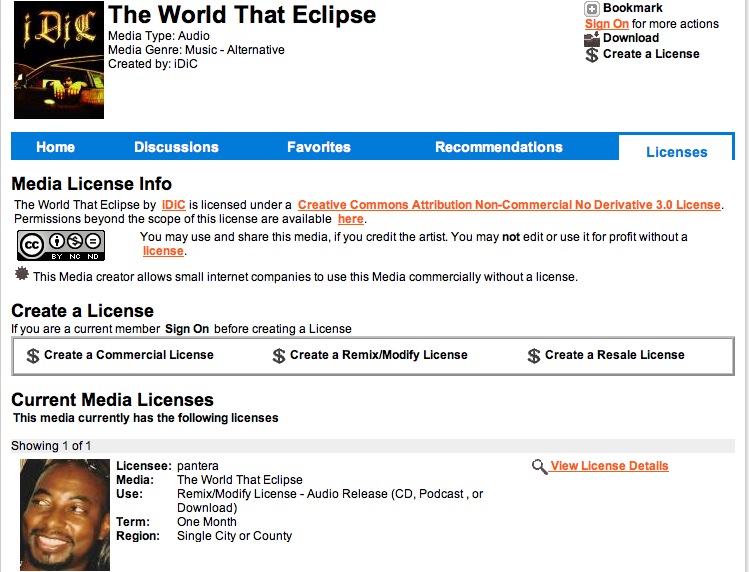 iDiC
The World That Eclipse
Media Type: Audio
Media Genre: Music - Alternative
Created by: iDiC
Bookmark
Sign On for more actions
Download
$ Create a License
Home Discussions Favorites Recommendations Licenses
Media License Info
The World That Eclipse by iDiC is licensed under a Creative Commons Attribution Non-Commercial No Derivative 3.0 License.
Permissions beyond the scope of this license are available here.
cc
BY NC ND
You may use and share this media, if you credit the artist. You may not edit or use it for profit without a
license.
This Media creator allows small internet companies to use this Media commercially without a license.
Create a License
If you are a current member Sign On before creating a License
$ Create a Commercial License $ Create a Remix/Modify License $ Create a Resale License
Current Media Licenses
This media currently has the following licenses
Showing 1 of 1
Licensee: pantera
Media: The World That Eclipse
Use: Remix/Modify License - Audio Release (CD, Podcast , or
Download)
Term: One Month
Region: Single City or County
View License Details